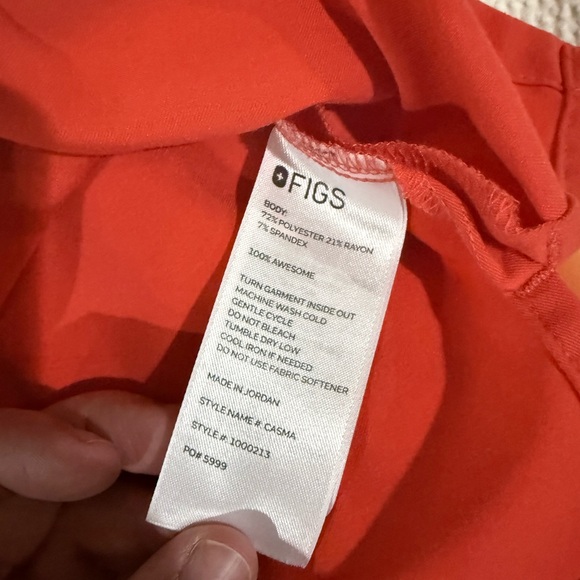 FIGS
BODY:
72% POLYESTER 21% RAYON
7% SPANDEX
100% AWESOME
TURN GARMENT INSIDE OUT
MACHINE WASH COLD
GENTLE CYCLE
DO NOT BLEACH
TUMBLE DRY LOW
COOL IRON IF NEEDED
DO NOT USE FABRIC SOFTENER
MADE IN JORDAN
STYLE NAME #: CASMA
STYLE #: 1000213
PO# 5999